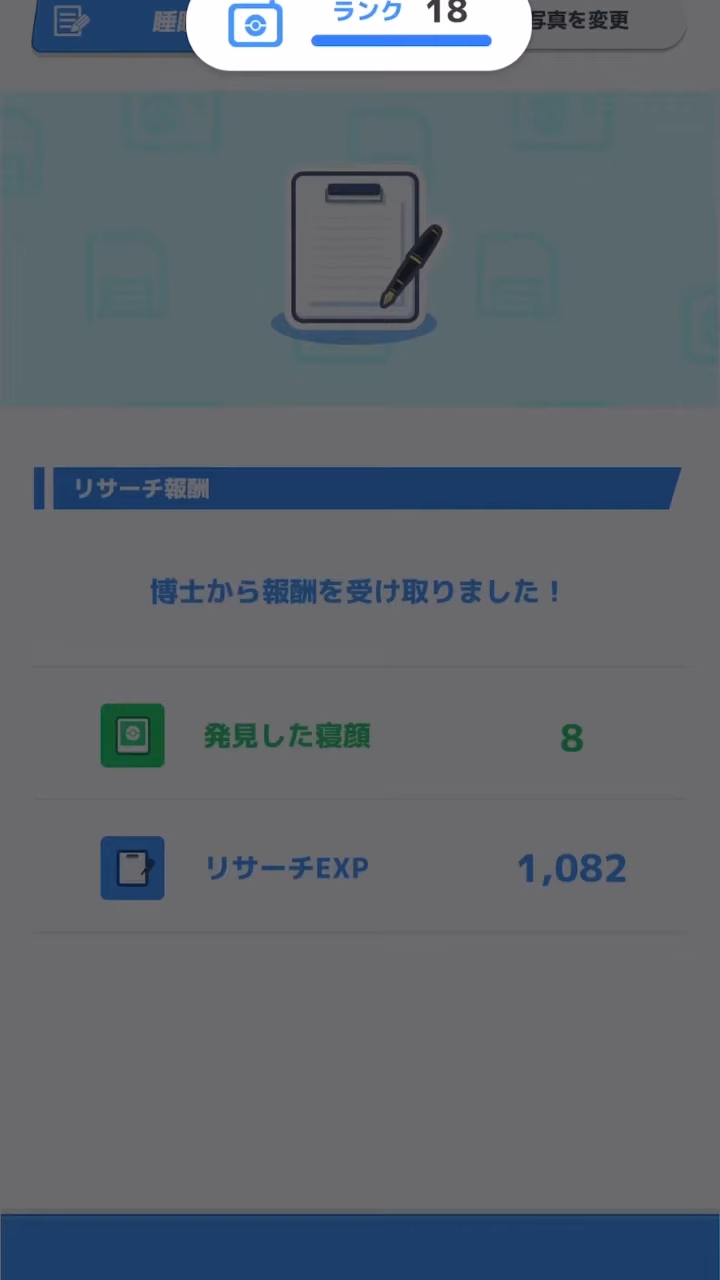 ランク 18
睡
写真を変更
リサーチ報酬
博士から報酬を受け取りました！
発見した寝顔 8
リサーチEXP 1,082